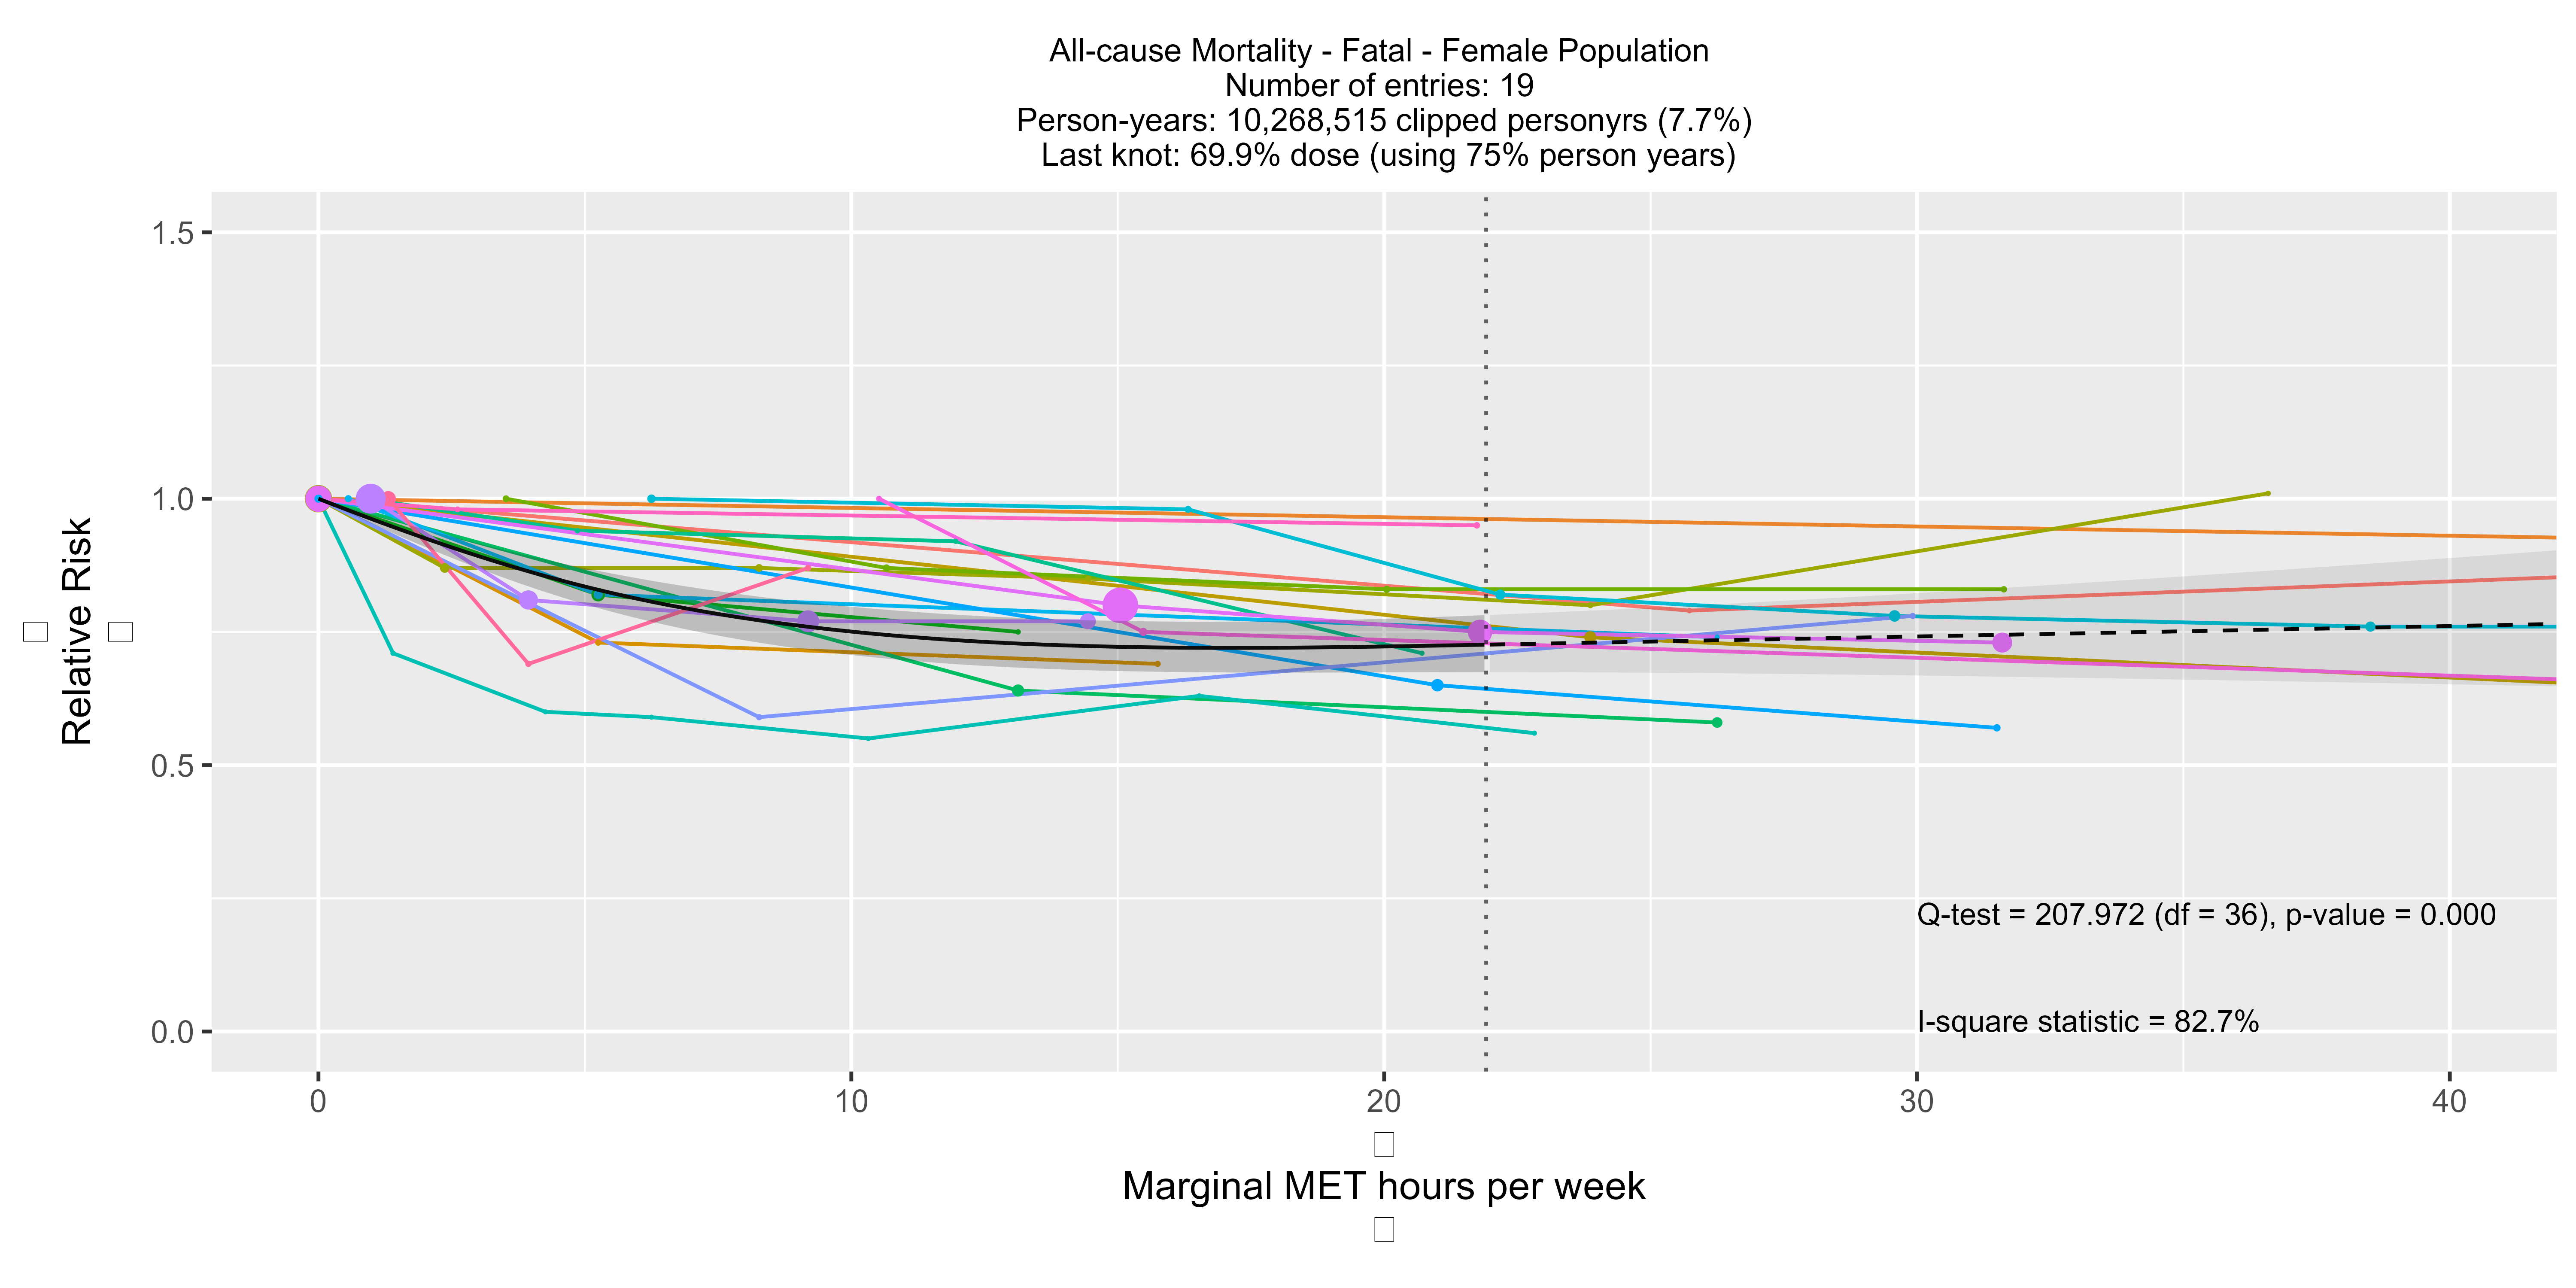 All-cause Mortality - Fatal - Female Population
Number of entries: 19
Person-years: 10,268,515 clipped personyrs (7.7%)
Last knot: 69.9% dose (using 75% person years)
1.5
1.0
0.5
0.0
Relative Risk
Q-test = 207.972 (df = 36), p-value = 0.000
I-square statistic = 82.7%
0 10 20 30 40
Marginal MET hours per week